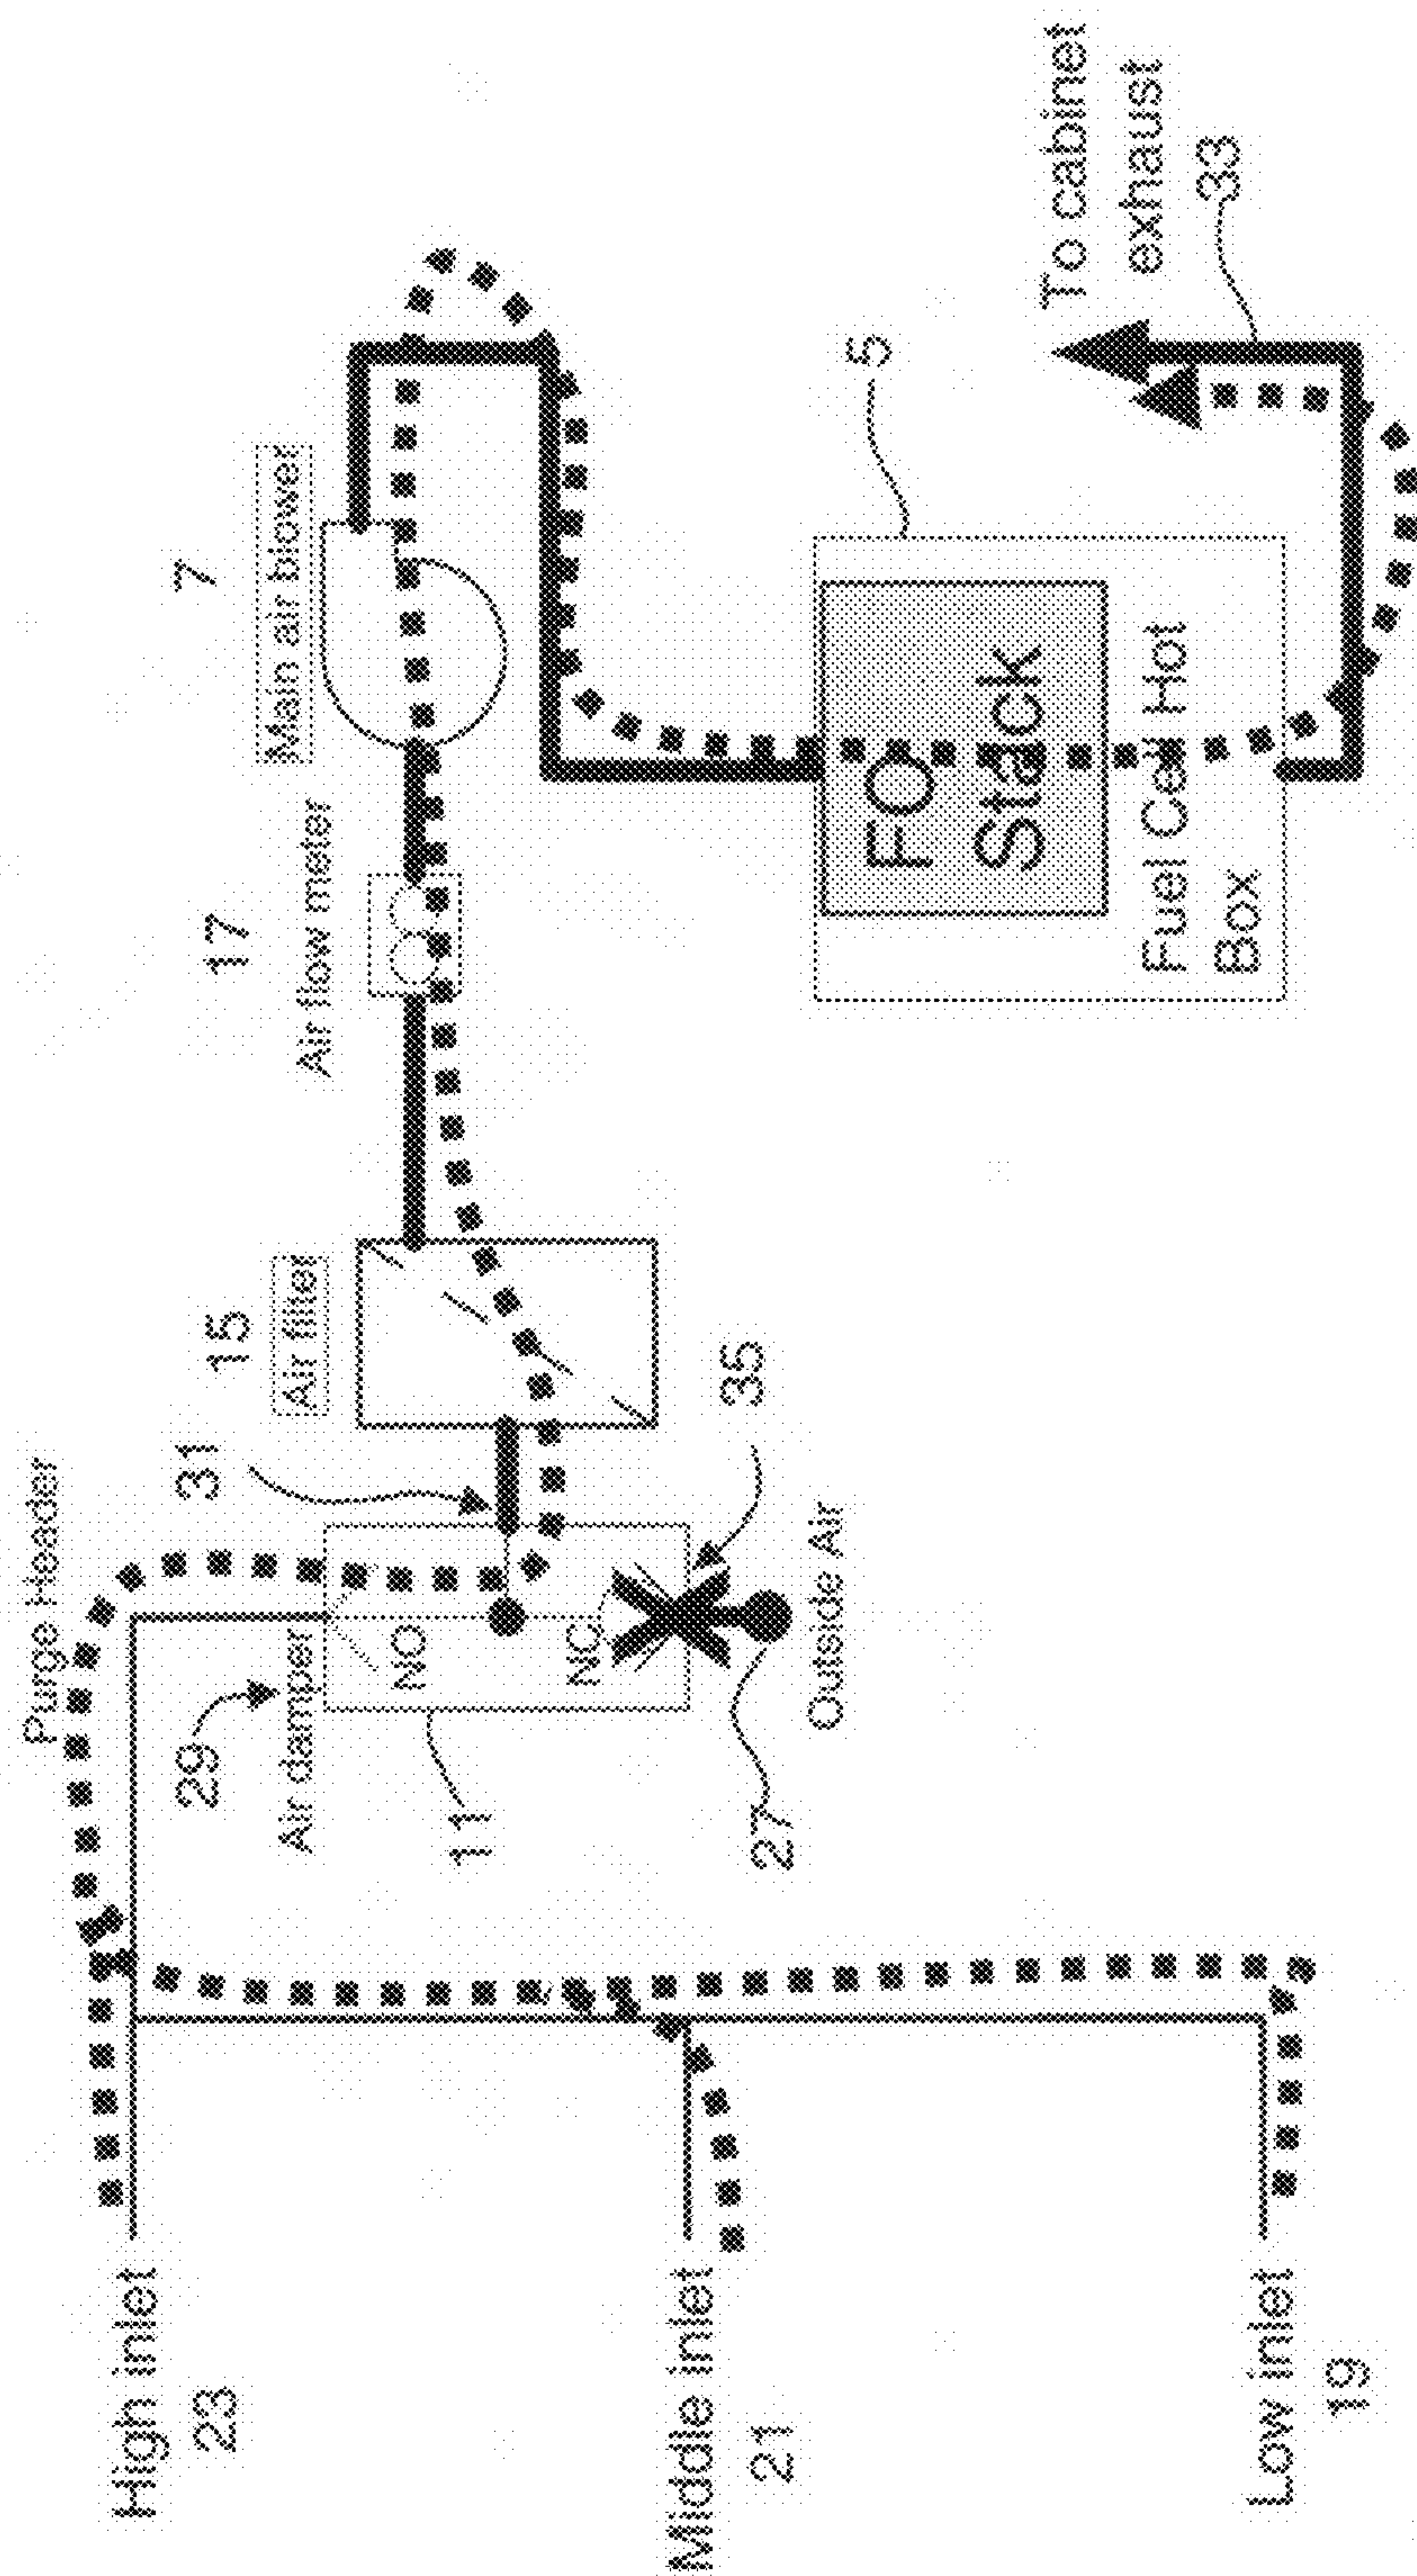 Purge Header
High inlet
23
Middle inlet
21
Low inlet
19
29
Air damper
11
NO
NC
27
Outside Air
35
31
15
Air filter
17
Air flow meter
7
Main air blower
5
FO
Stack
Fuel Cell Hot
Box
To cabinet
exhaust
33